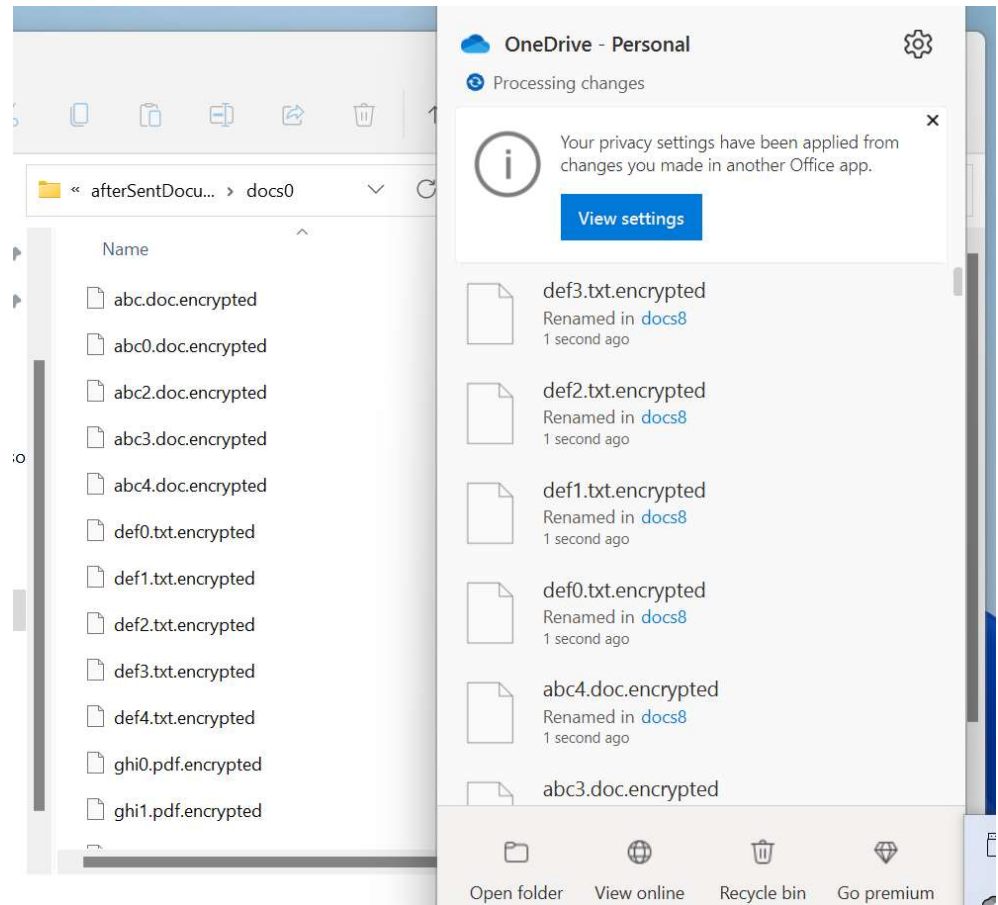 « afterSentDocu... > docs0
Name
abc.doc.encrypted
abc0.doc.encrypted
abc2.doc.encrypted
abc3.doc.encrypted
abc4.doc.encrypted
def0.txt.encrypted
def1.txt.encrypted
def2.txt.encrypted
def3.txt.encrypted
def4.txt.encrypted
ghi0.pdf.encrypted
ghi1.pdf.encrypted
OneDrive - Personal
Processing changes
Your privacy settings have been applied from
changes you made in another Office app.
View settings
def3.txt.encrypted
Renamed in docs8
1 second ago
def2.txt.encrypted
Renamed in docs8
1 second ago
def1.txt.encrypted
Renamed in docs8
1 second ago
def0.txt.encrypted
Renamed in docs8
1 second ago
abc4.doc.encrypted
Renamed in docs8
1 second ago
abc3.doc.encrypted
Open folder
View online
Recycle bin
Go premium